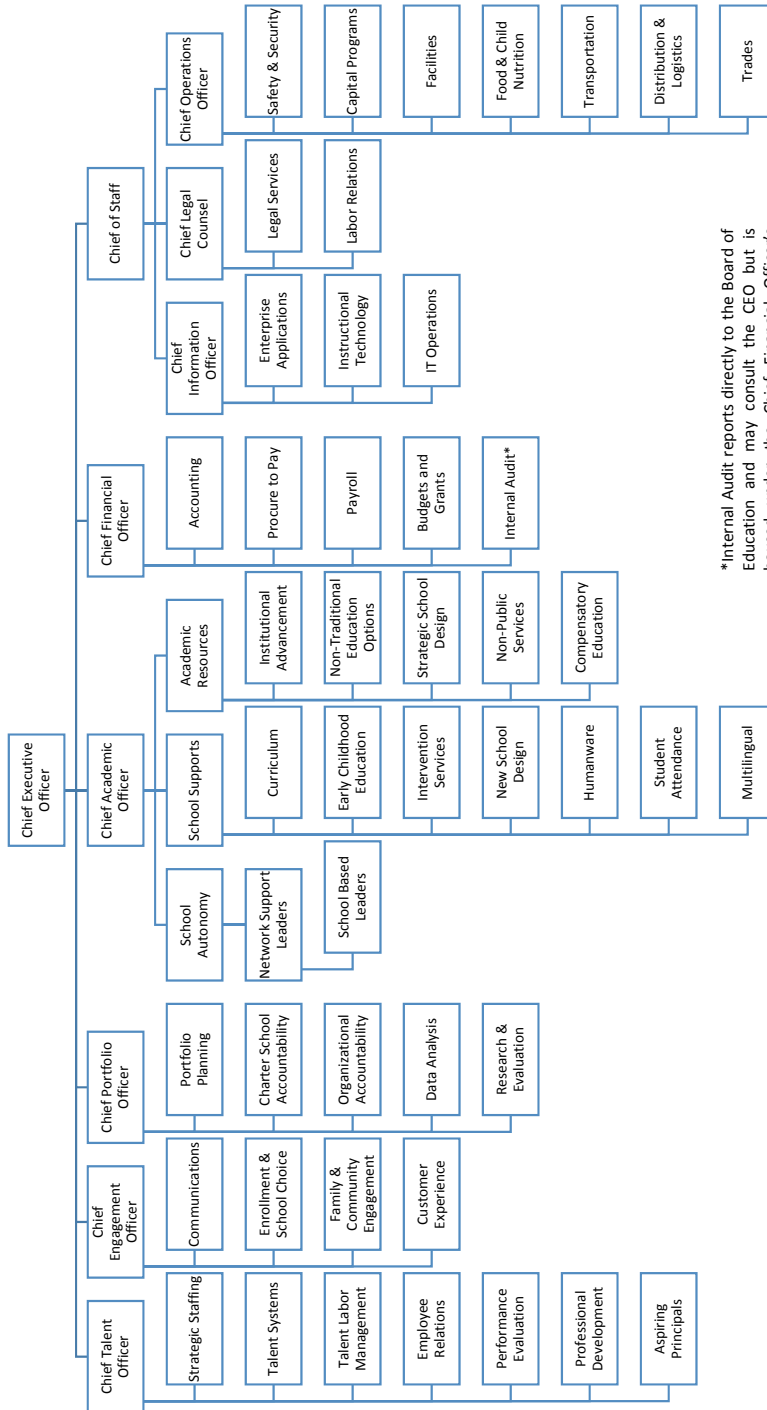 Chief Executive
Officer
Chief Talent
Officer
Strategic Staffing
Talent Systems
Talent Labor
Management
Employee
Relations
Performance
Evaluation
Professional
Development
Aspiring
Principals
Chief
Engagement
Officer
Communications
Enrollment &
School Choice
Family &
Community
Engagement
Customer
Experience
Chief Portfolio
Officer
Portfolio
Planning
Charter School
Accountability
Organizational
Accountability
Data Analysis
Research &
Evaluation
Chief Academic
Officer
School
Autonomy
Network Support
Leaders
School Based
Leaders
School Supports
Curriculum
Early Childhood
Education
Intervention
Services
New School
Design
Humanware
Student
Attendance
Multilingual
Academic
Resources
Institutional
Advancement
Non-Traditional
Education
Options
Strategic School
Design
Non-Public
Services
Compensatory
Education
Chief Financial
Officer
Accounting
Procure to Pay
Payroll
Budgets and
Grants
Internal Audit*
Chief of Staff
Chief
Information
Officer
Enterprise
Applications
Instructional
Technology
IT Operations
Chief Legal
Counsel
Legal Services
Labor Relations
Chief Operations
Officer
Safety & Security
Capital Programs
Facilities
Food & Child
Nutrition
Transportation
Distribution &
Logistics
Trades
*Internal Audit reports directly to the Board of
Education and may consult the CEO but is
housed under the Chief Financial Officer's